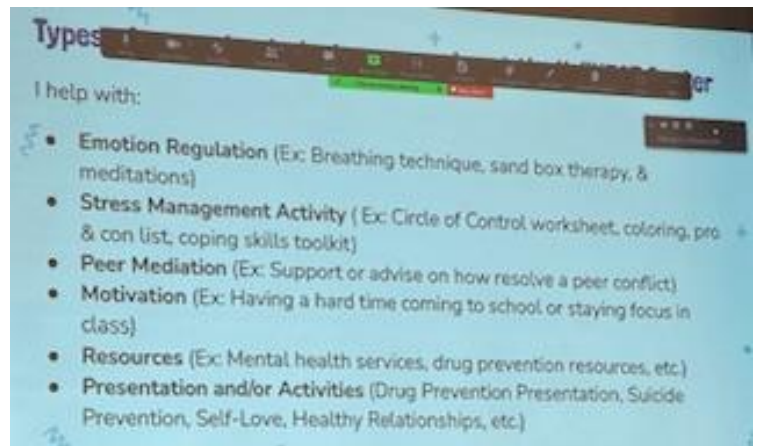 Types
I help with:
• Emotion Regulation (Ex: Breathing technique, sand box therapy, &
meditations)
• Stress Management Activity ( Ex: Circle of Control worksheet, coloring, pro
& con list, coping skills toolkit)
• Peer Mediation (Ex: Support or advise on how resolve a peer conflict)
• Motivation (Ex: Having a hard time coming to school or staying focus in
class)
• Resources (Ex: Mental health services, drug prevention resources, etc.)
• Presentation and/or Activities (Drug Prevention Presentation, Suicide
Prevention, Self-Love, Healthy Relationships, etc.)